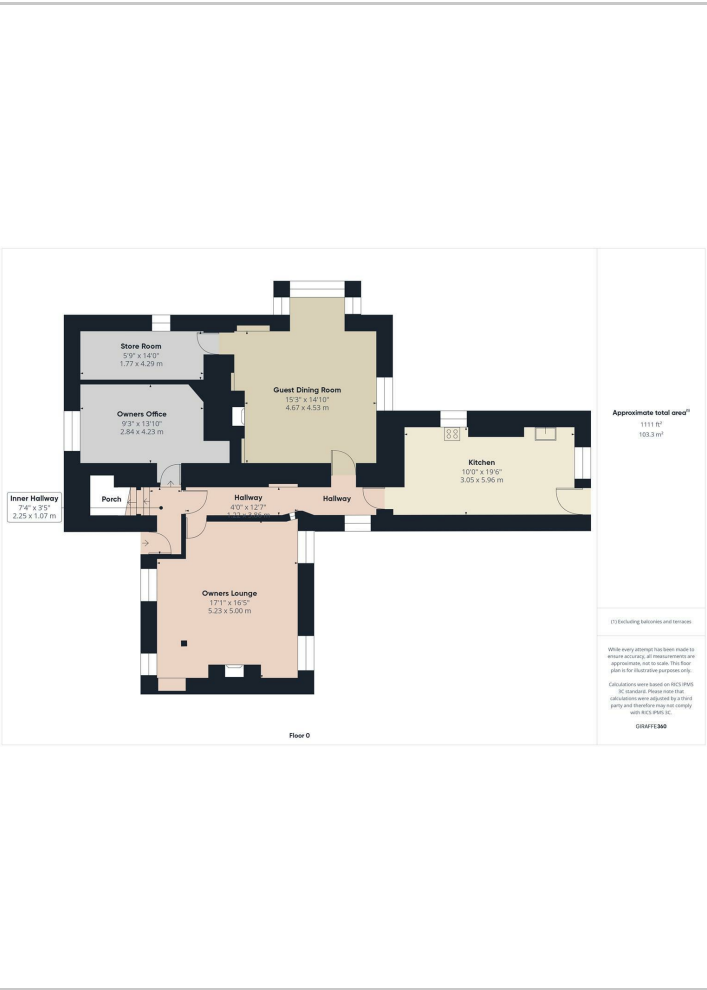 Store Room
5'9" x 14'0"
1.77 x 4.29 m
Owners Office
9'3" x 13'10"
2.84 x 4.23 m
Guest Dining Room
15'3" x 14'10"
4.67 x 4.53 m
Kitchen
10'0" x 19'6"
3.05 x 5.96 m
Inner Hallway
7'4" x 3'5"
2.25 x 1.07 m
Porch
Hallway
4'0" x 12'7"
1.22 x 3.86 m
Hallway
Owners Lounge
17'1" x 16'5"
5.23 x 5.00 m
Floor 0
Approximate total area⁽¹⁾
1111 ft²
103.3 m²
(1) Excluding balconies and terraces
While every attempt has been made to
ensure accuracy, all measurements are
approximate, not to scale. This floor
plan is for illustrative purposes only.
Calculations were based on RICS IPMS
3C standard. Please note that
calculations were adjusted by a third
party and therefore may not comply
with RICS IPMS 3C.
GIRAFFE360